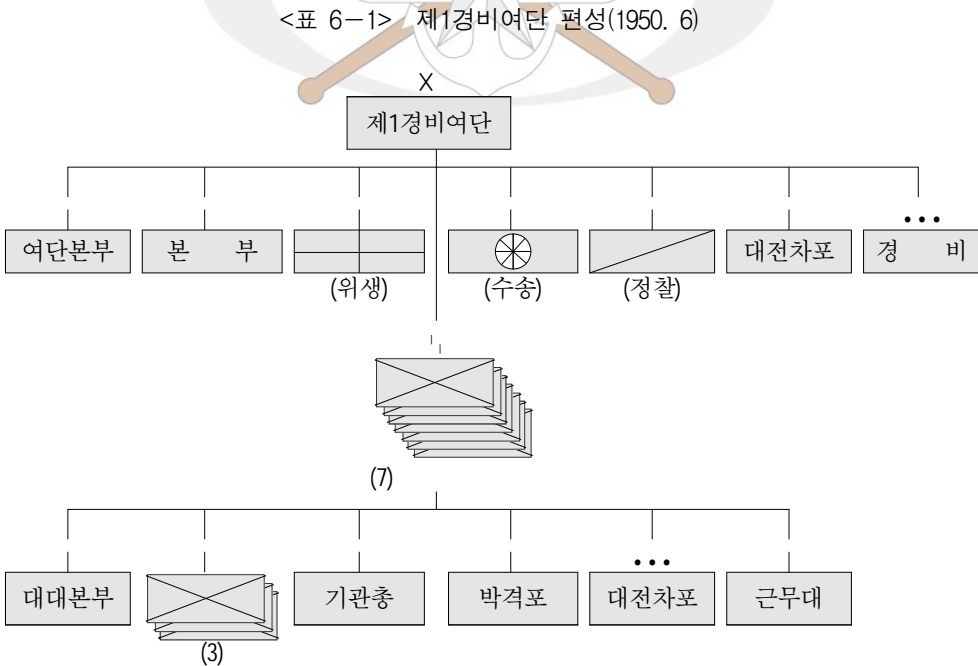 <표 6-1> 제1경비여단 편성(1950. 6)
X
제1경비여단
여단본부 본 부 대전차포 경 비
(위생) (수송) (정찰)
(7)
대대본부 기관총 박격포 대전차포 근무대
(3)